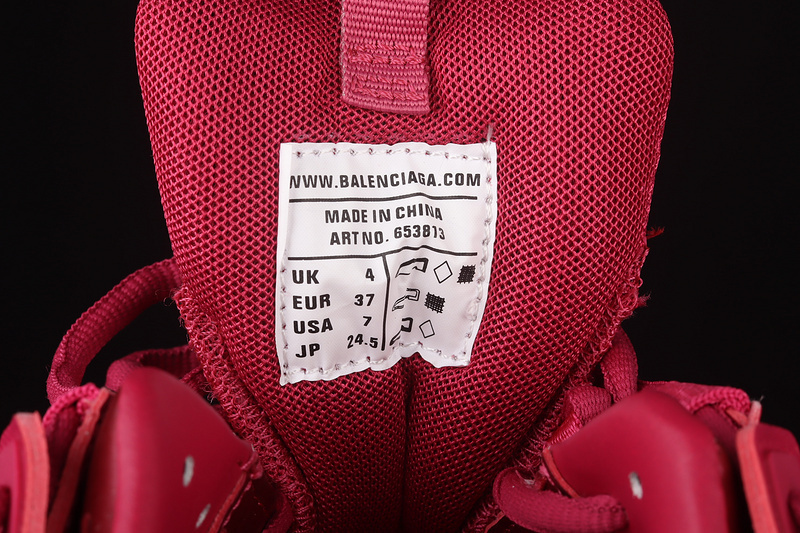 WWW.BALENCIAGA.COM
MADE IN CHINA
ART NO. 653813
UK 4
EUR 37
USA 7
JP 24.5